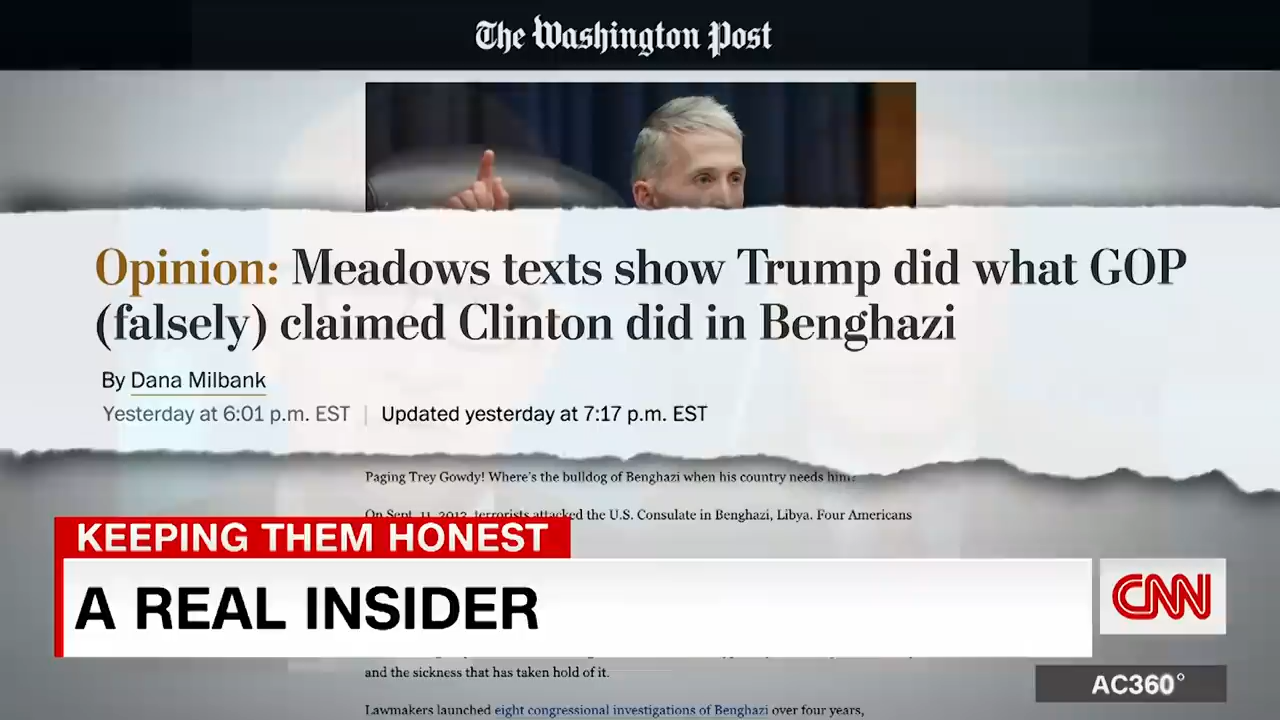 The Washington Post
Opinion: Meadows texts show Trump did what GOP
(falsely) claimed Clinton did in Benghazi
By Dana Milbank
Yesterday at 6:01 p.m. EST | Updated yesterday at 7:17 p.m. EST
Paging Trey Gowdy! Where's the bulldog of Benghazi when his country needs him?
On Sept. 11, 2012, terrorists attacked the U.S. Consulate in Benghazi, Libya. Four Americans
KEEPING THEM HONEST
A REAL INSIDER
CNN
and the sickness that has taken hold of it.
AC360°
Lawmakers launched eight congressional investigations of Benghazi over four years,